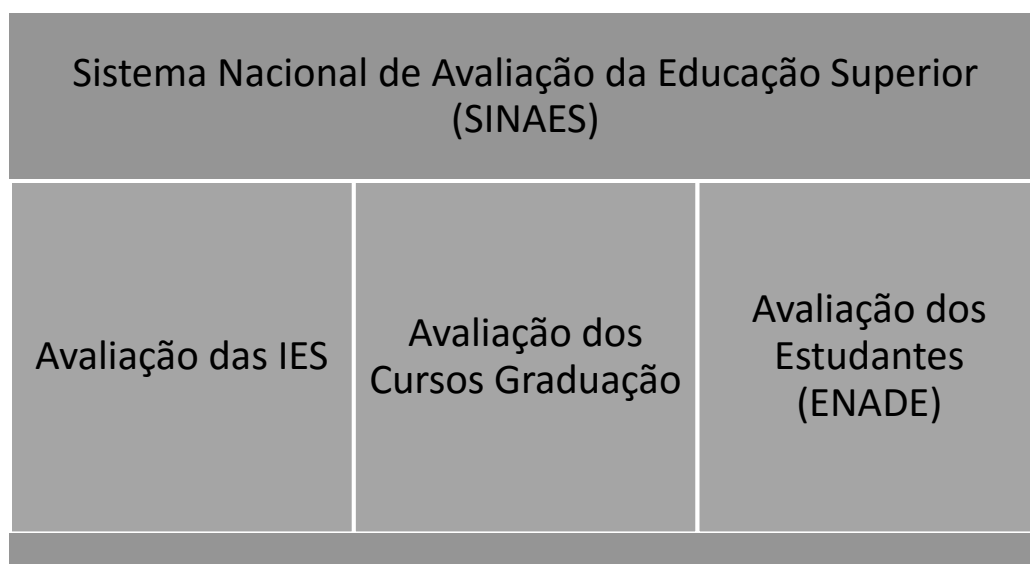 Sistema Nacional de Avaliação da Educação Superior
(SINAES)
Avaliação das IES
Avaliação dos
Cursos Graduação
Avaliação dos
Estudantes
(ENADE)